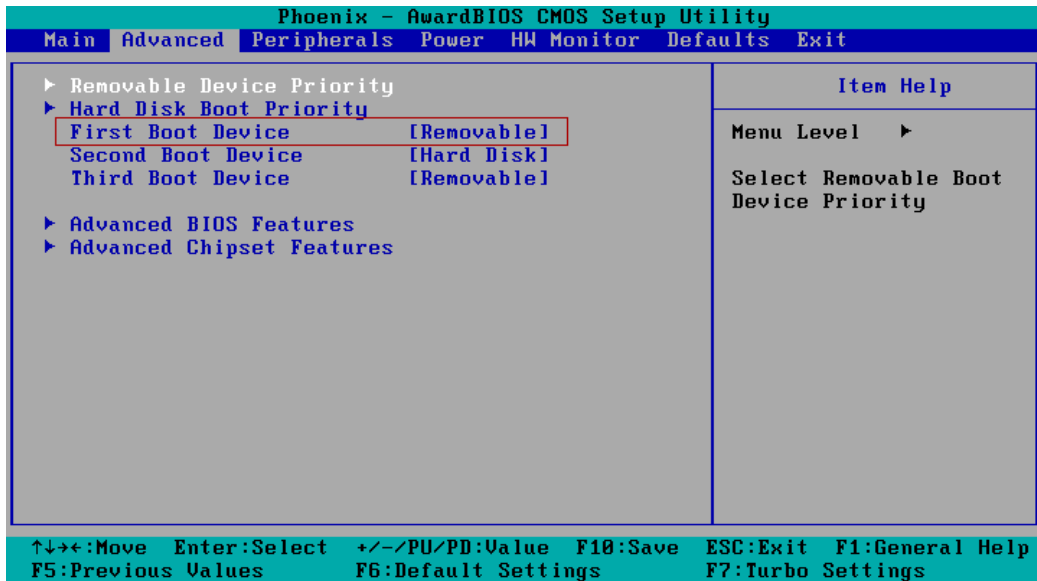 Phoenix - AwardBIOS CMOS Setup Utility
Main Advanced Peripherals Power HW Monitor Defaults Exit
▶ Removable Device Priority
▶ Hard Disk Boot Priority
First Boot Device [Removable]
Second Boot Device [Hard Disk]
Third Boot Device [Removable]
▶ Advanced BIOS Features
▶ Advanced Chipset Features
Item Help
Menu Level ▶
Select Removable Boot
Device Priority
↑↓→←:Move Enter:Select +/-/PU/PD:Value F10:Save ESC:Exit F1:General Help
F5:Previous Values F6:Default Settings F7:Turbo Settings